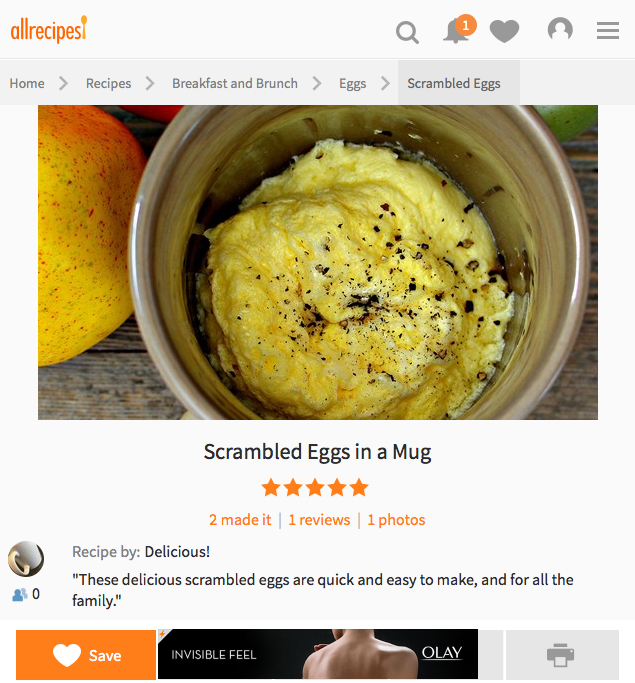 allrecipes
1
Home Recipes Breakfast and Brunch Eggs Scrambled Eggs
Scrambled Eggs in a Mug
2 made it | 1 reviews | 1 photos
Recipe by: Delicious!
0
"These delicious scrambled eggs are quick and easy to make, and for all the
family."
Save
INVISIBLE FEEL
OLAY